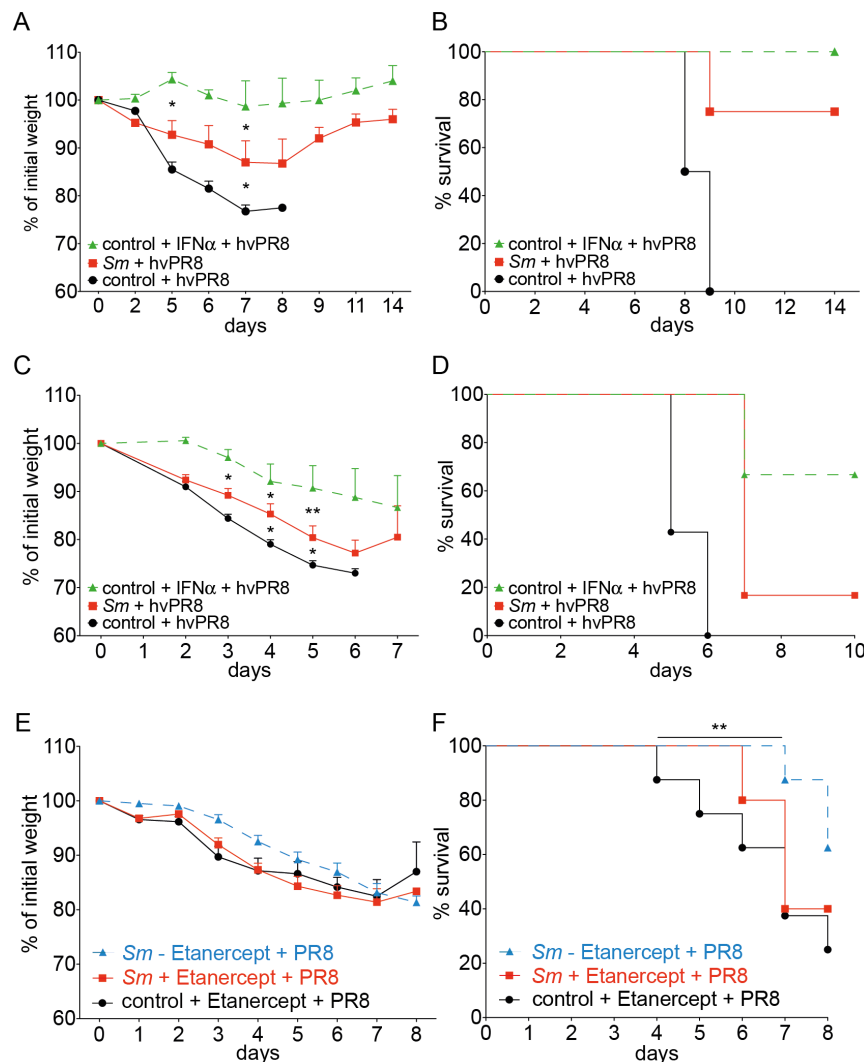 A
110
100
90
80
70
60
% of initial weight
*
*
*
control + IFNα + hvPR8
Sm + hvPR8
control + hvPR8
0 2 5 6 7 8 9 11 14
days
B
100
80
60
40
20
0
% survival
control + IFNα + hvPR8
Sm + hvPR8
control + hvPR8
0 2 4 6 8 10 12 14
days
C
110
100
90
80
70
60
% of initial weight
*
*
**
*
*
control + IFNα + hvPR8
Sm + hvPR8
control + hvPR8
0 1 2 3 4 5 6 7
days
D
100
80
60
40
20
0
% survival
control + IFNα + hvPR8
Sm + hvPR8
control + hvPR8
0 2 4 6 8 10
days
E
110
100
90
80
70
60
% of initial weight
Sm - Etanercept + PR8
Sm + Etanercept + PR8
control + Etanercept + PR8
0 1 2 3 4 5 6 7 8
days
F
**
100
80
60
40
20
0
% survival
Sm - Etanercept + PR8
Sm + Etanercept + PR8
control + Etanercept + PR8
0 1 2 3 4 5 6 7 8
days